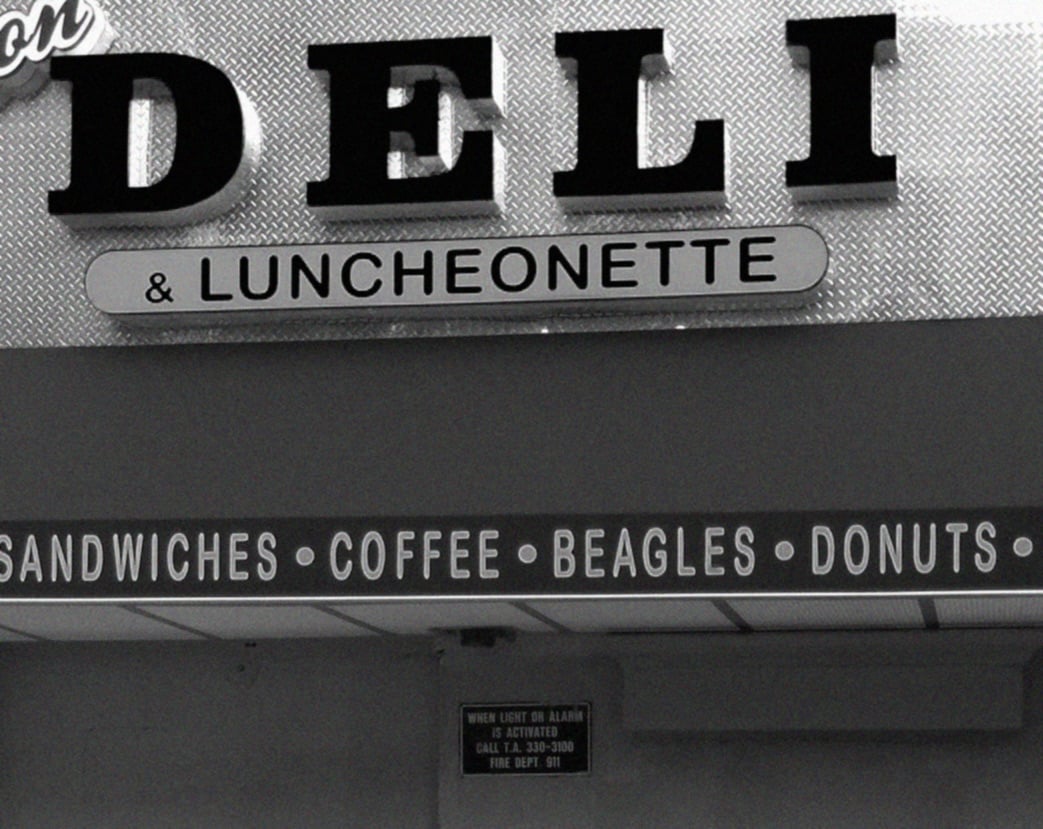 on
DELI
& LUNCHEONETTE
SANDWICHES • COFFEE • BEAGLES • DONUTS •
WHEN LIGHT OR ALARM
IS ACTIVATED
CALL T.A. 330-3100
FIRE DEPT 911